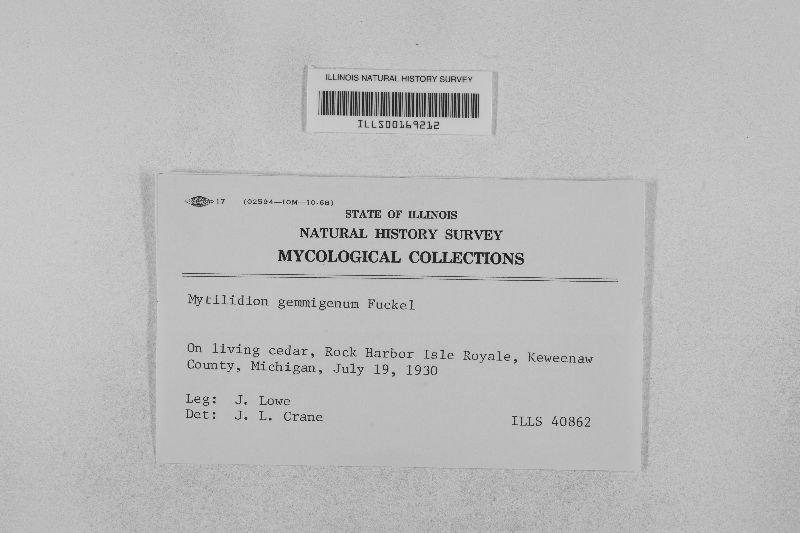 ILLINOIS NATURAL HISTORY SURVEY
ILLS00169212
17 (02594—10M—10-68)
STATE OF ILLINOIS
NATURAL HISTORY SURVEY
MYCOLOGICAL COLLECTIONS
Mytilidion gemmigenum Fuckel
On living cedar, Rock Harbor Isle Royale, Keweenaw
County, Michigan, July 19, 1930
Leg: J. Lowe
Det: J. L. Crane
ILLS 40862